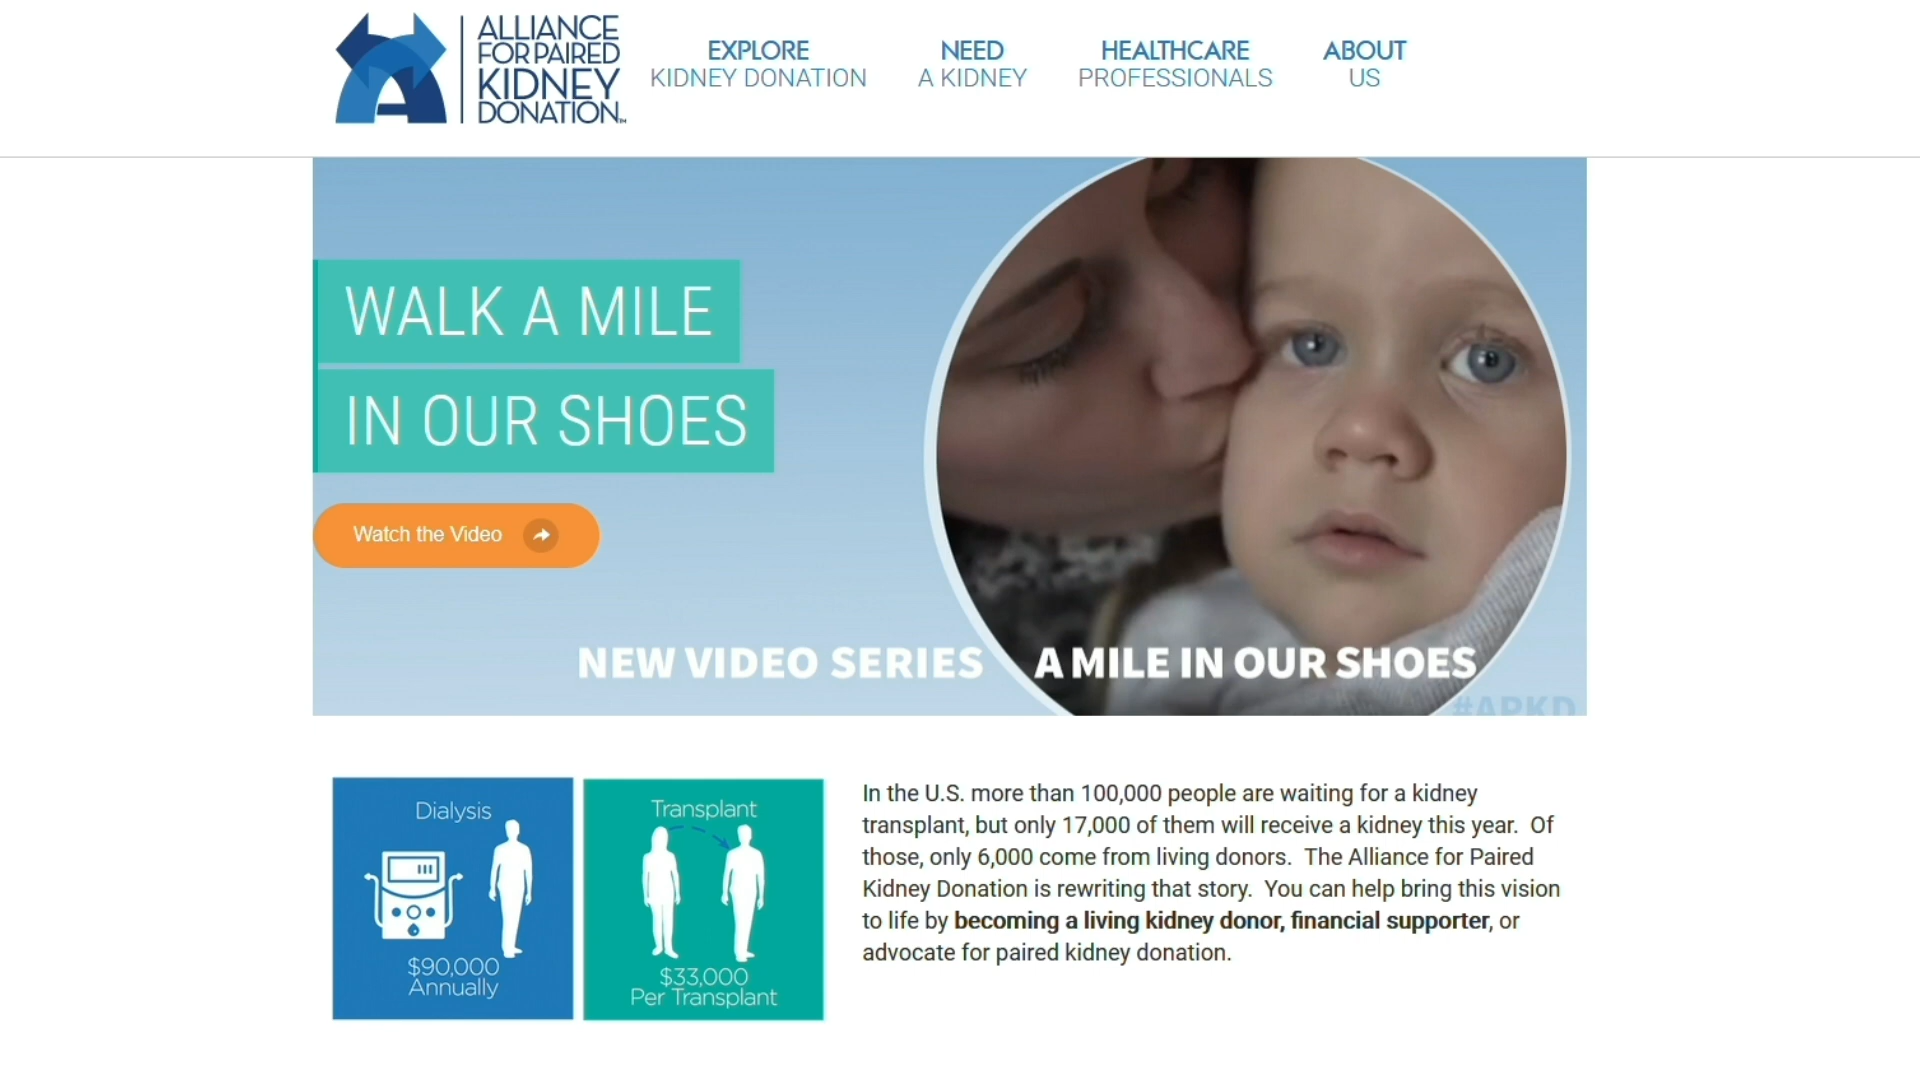 ALLIANCE
FOR PAIRED
KIDNEY
DONATION
EXPLORE
KIDNEY DONATION
NEED
A KIDNEY
HEALTHCARE
PROFESSIONALS
ABOUT
US
WALK A MILE
IN OUR SHOES
Watch the Video
NEW VIDEO SERIES A MILE IN OUR SHOES
#APKD
Dialysis
$90,000
Annually
Transplant
$33,000
Per Transplant
In the U.S. more than 100,000 people are waiting for a kidney
transplant, but only 17,000 of them will receive a kidney this year. Of
those, only 6,000 come from living donors. The Alliance for Paired
Kidney Donation is rewriting that story. You can help bring this vision
to life by becoming a living kidney donor, financial supporter, or
advocate for paired kidney donation.